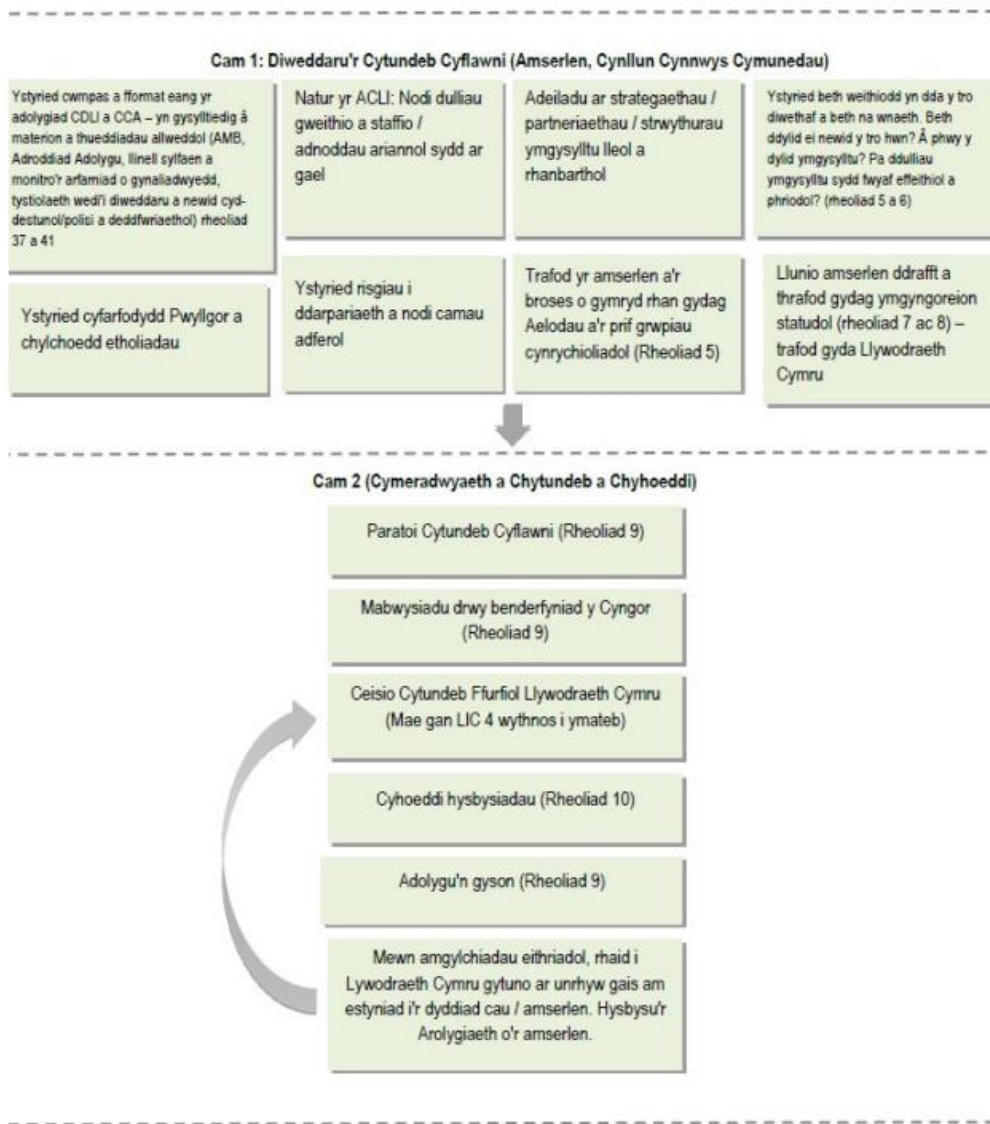 Cam 1: Diweddaru'r Cytundeb Cyflawni (Amserlen, Cynllun Cynnwys Cymunedau)
Ystyried cwmpas a fformat eang yr
adolygiad CDLl a CCA – yn gysylltiedig â
materion a thueddiadau allweddol (AMB,
Adroddiad Adolygu, llinell sylfaen a
monitro'r arfarniad o gynaliadwyedd,
tystiolaeth wedi'i diweddaru a newid cyd-
destunol/polisi a deddfwriaethol) rheoliad
37 a 41
Natur yr ACLl: Nodi dulliau
gweithio a staffio /
adnoddau ariannol sydd ar
gael
Adeiladu ar strategaethau /
partneriaethau / strwythurau
ymgysylltu lleol a
rhanbarthol
Ystyried beth weithiodd yn dda y tro
diwethaf a beth na wnaeth. Beth
ddylid ei newid y tro hwn? Â phwy y
dylid ymgysylltu? Pa ddulliau
ymgysylltu sydd fwyaf effeithiol a
phriodol? (rheoliad 5 a 6)
Ystyried cyfarfodydd Pwyllgor a
chylchoedd etholiadau
Ystyried risgiau i
ddarpariaeth a nodi camau
adferol
Trafod yr amserlen a'r
broses o gymryd rhan gydag
Aelodau a'r prif grwpiau
cynrychioliadol (Rheoliad 5)
Llunio amserlen ddrafft a
thrafod gydag ymgyngoreion
statudol (rheoliad 7 ac 8) –
trafod gyda Llywodraeth
Cymru
Cam 2 (Cymeradwyaeth a Chytundeb a Chyhoeddi)
Paratoi Cytundeb Cyflawni (Rheoliad 9)
Mabwysiadu drwy benderfyniad y Cyngor
(Rheoliad 9)
Ceisio Cytundeb Ffurfiol Llywodraeth Cymru
(Mae gan LlC 4 wythnos i ymateb)
Cyhoeddi hysbysiadau (Rheoliad 10)
Adolygu'n gyson (Rheoliad 9)
Mewn amgylchiadau eithriadol, rhaid i
Lywodraeth Cymru gytuno ar unrhyw gais am
estyniad i'r dyddiad cau / amserlen. Hysbysu'r
Arolygiaeth o'r amserlen.